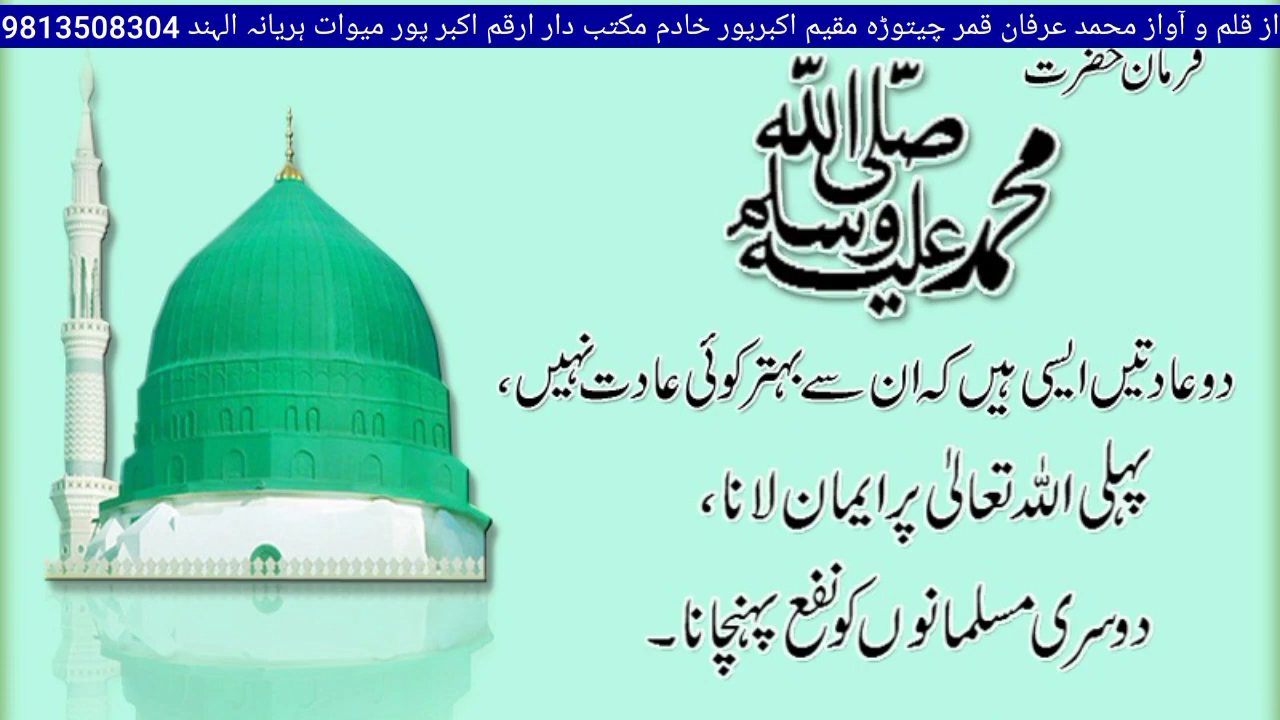 از قلم و آواز محمد عرفان قمر چیتوڑہ مقیم اکبرپور خادم مکتب دار ارقم اکبر پور میوات ہریانہ الہند 9813508304
فرمان حضرت
محمد صلی اللہ علیہ وسلم
دو عادتیں ایسی ہیں کہ ان سے بہتر کوئی عادت نہیں،
پہلی اللہ تعالیٰ پر ایمان لانا،
دوسری مسلمانوں کو نفع پہنچانا۔